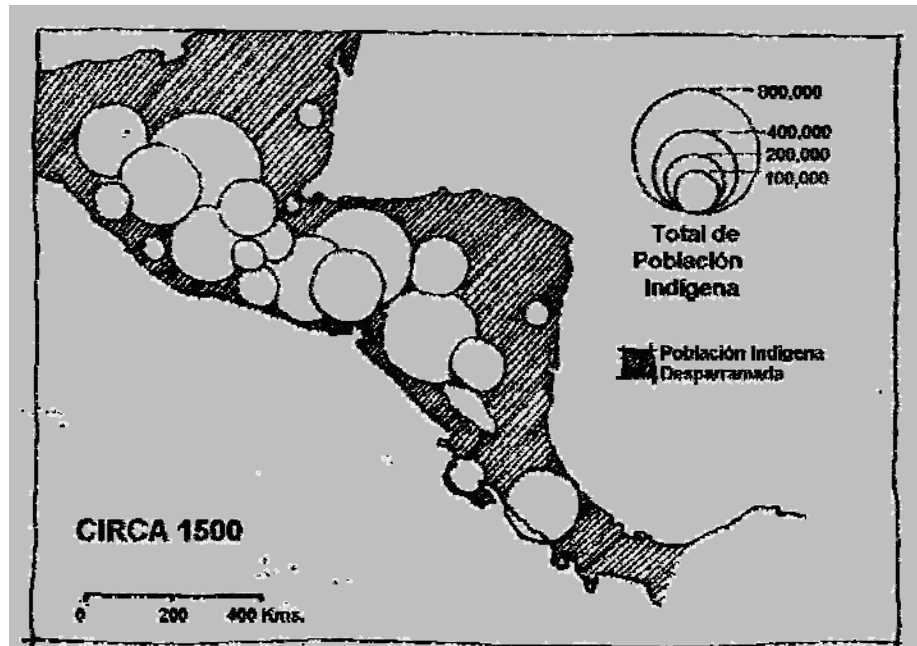 800,000
400,000
200,000
100,000
Total de
Población
Indígena
Población Indígena
Desparramada
CIRCA 1500
0 200 400 Kms.